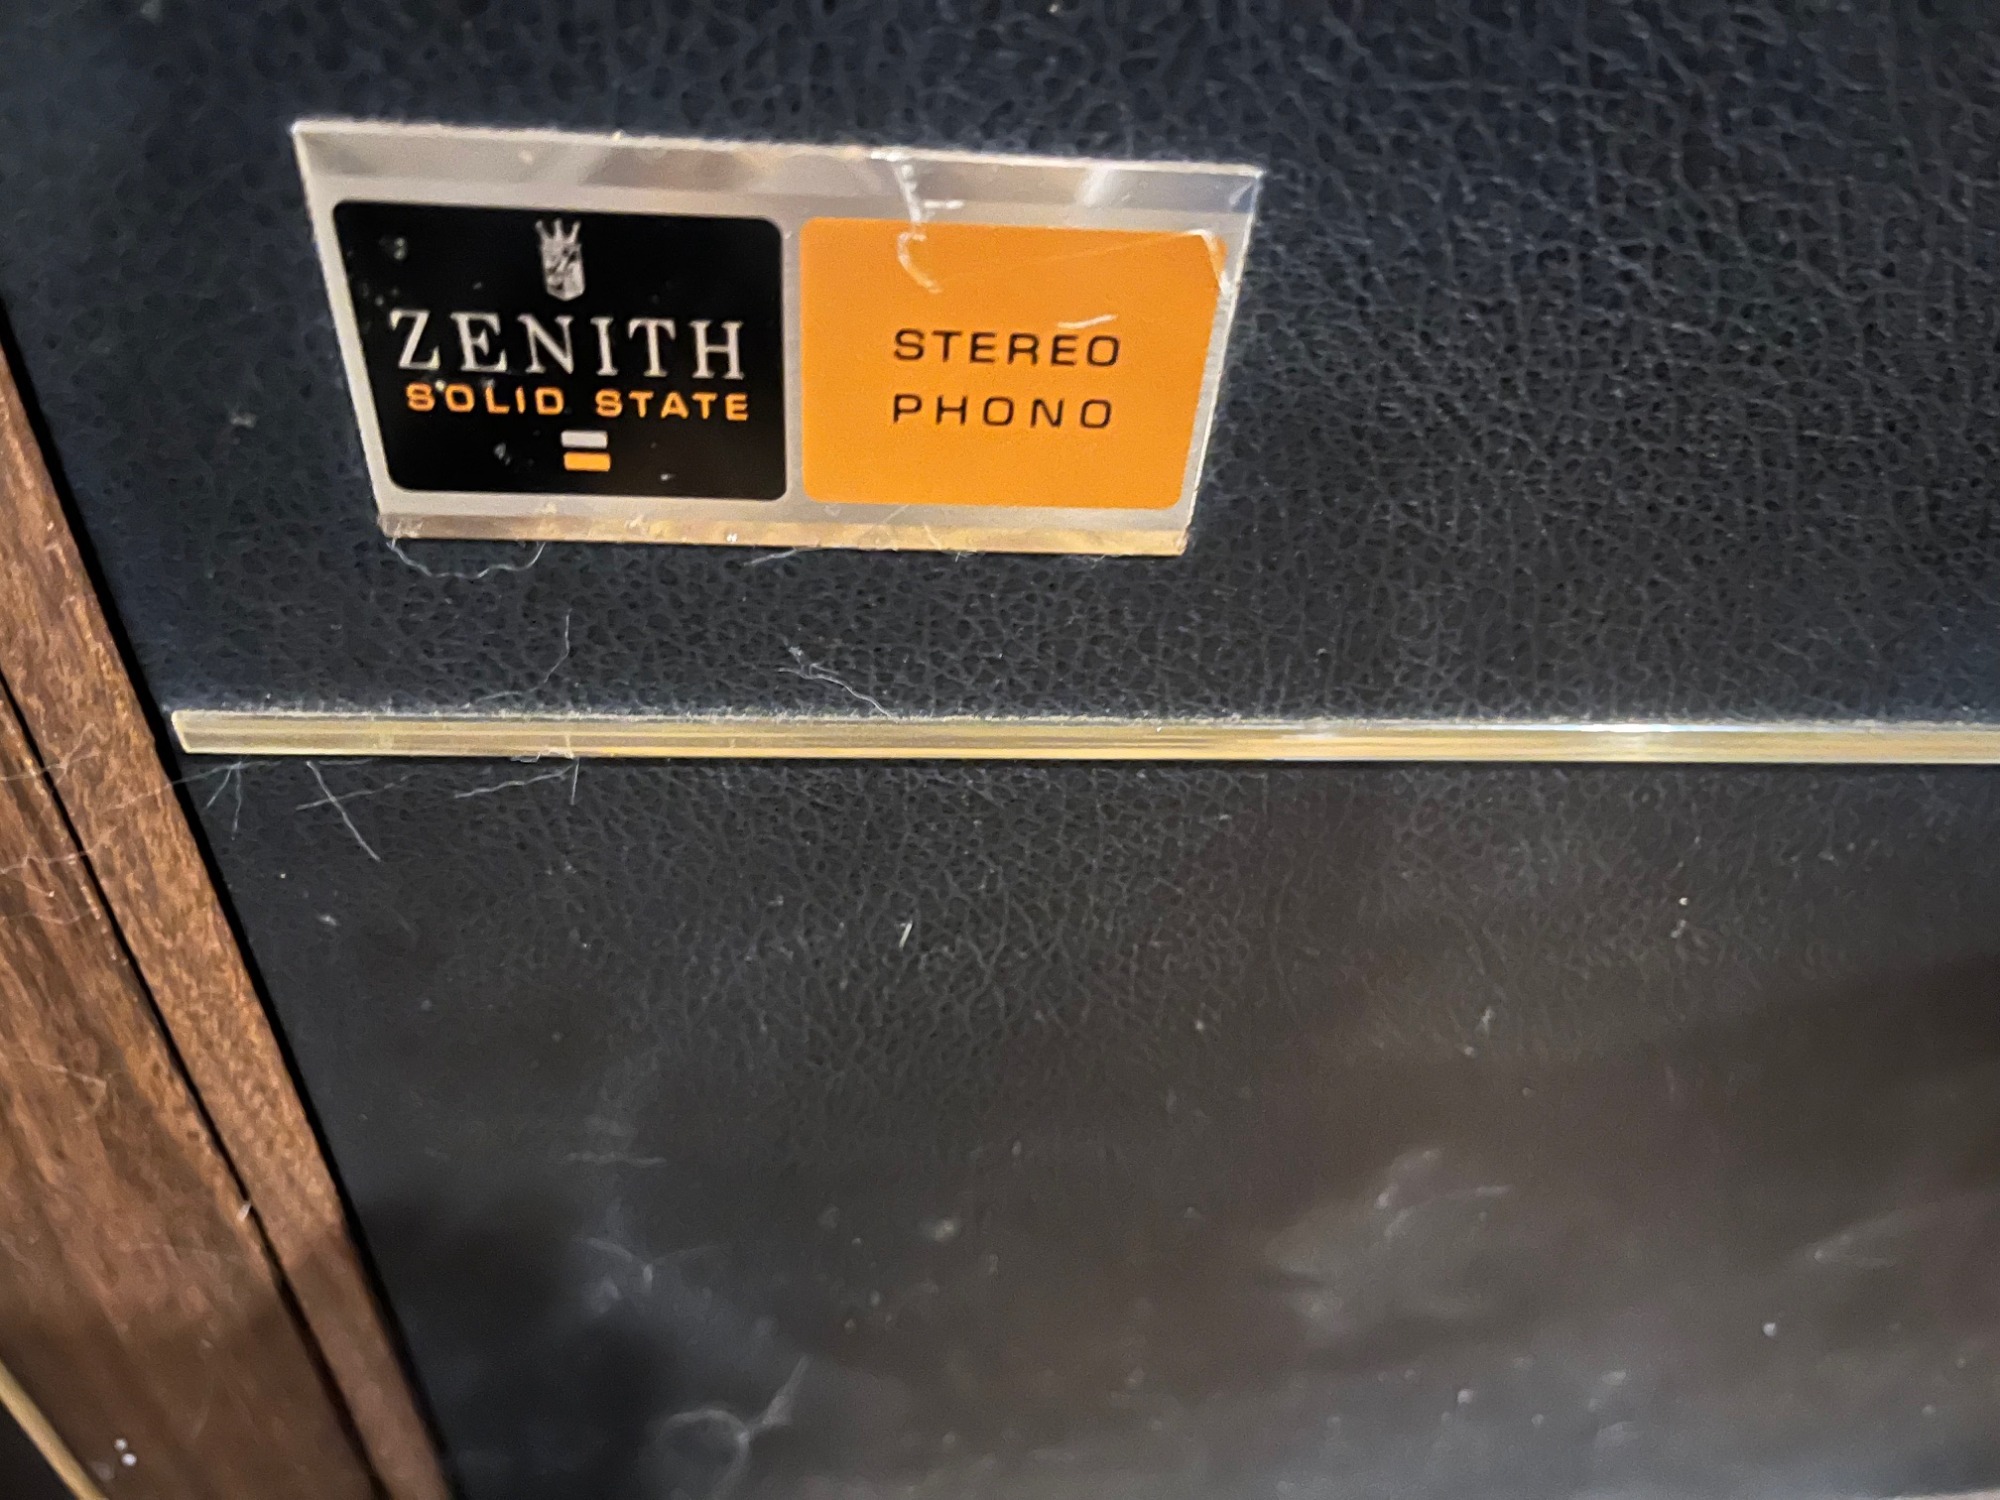 ZENITH
SOLID STATE
STEREO
PHONO